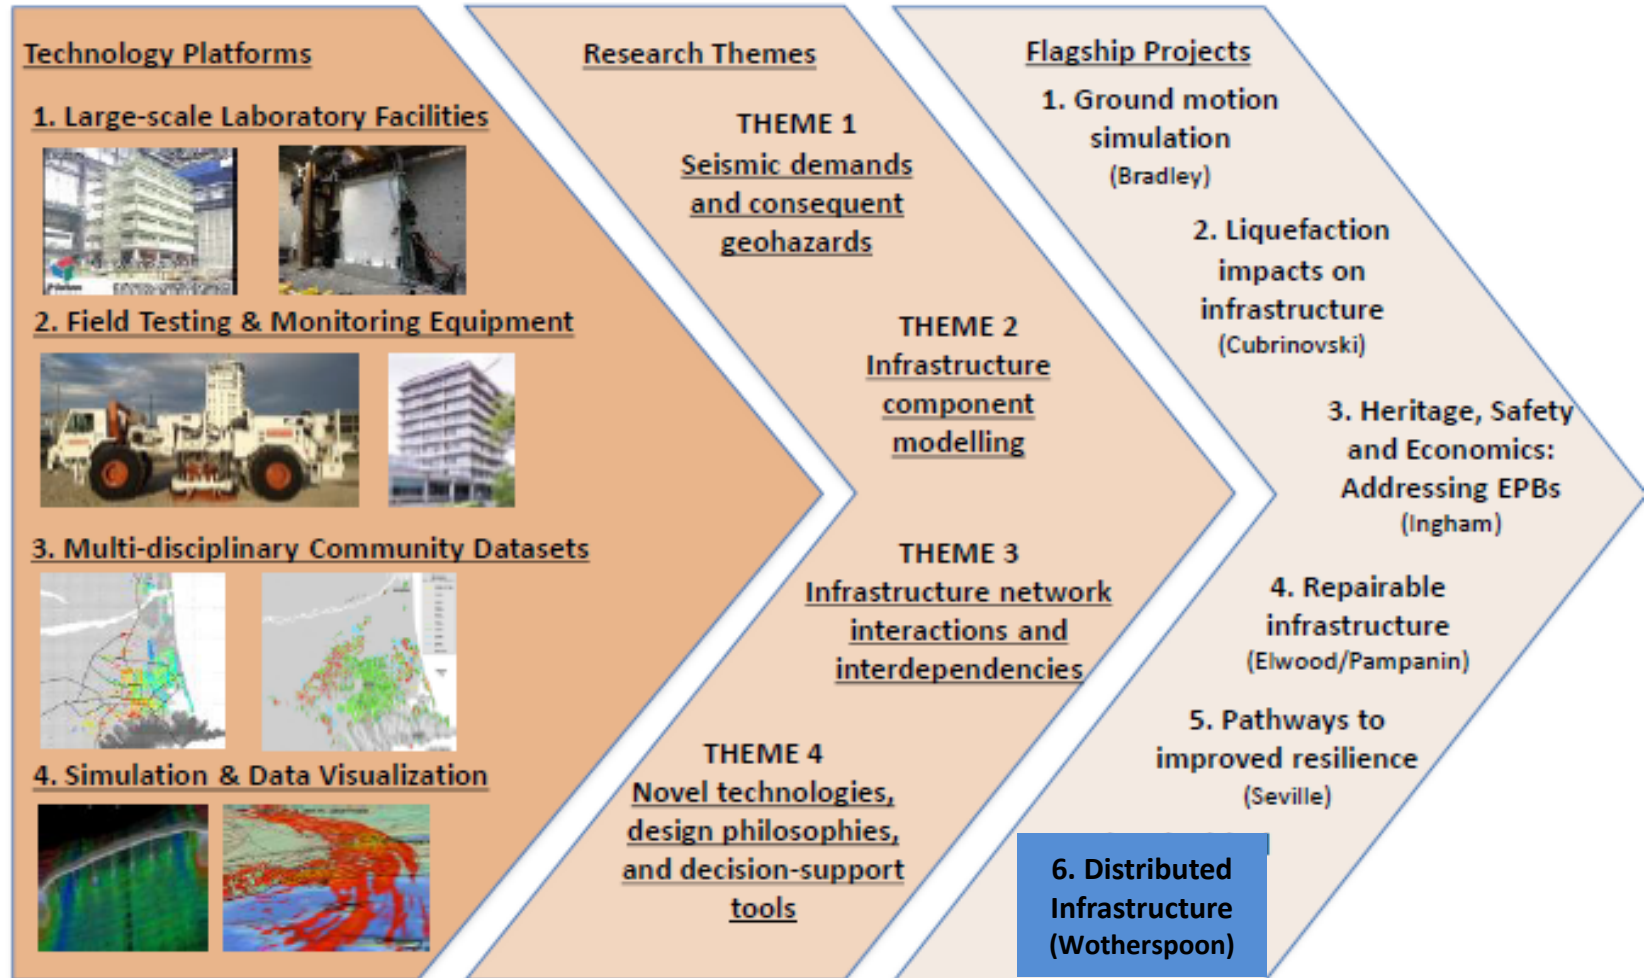 Technology Platforms
1. Large-scale Laboratory Facilities
2. Field Testing & Monitoring Equipment
3. Multi-disciplinary Community Datasets
4. Simulation & Data Visualization
Research Themes
THEME 1
Seismic demands
and consequent
geohazards
THEME 2
Infrastructure
component
modelling
THEME 3
Infrastructure network
interactions and
interdependencies
THEME 4
Novel technologies,
design philosophies,
and decision-support
tools
Flagship Projects
1. Ground motion
simulation
(Bradley)
2. Liquefaction
impacts on
infrastructure
(Cubrinovski)
3. Heritage, Safety
and Economics:
Addressing EPBs
(Ingham)
4. Repairable
infrastructure
(Elwood/Pampanin)
5. Pathways to
improved resilience
(Seville)
6. Distributed
Infrastructure
(Wotherspoon)